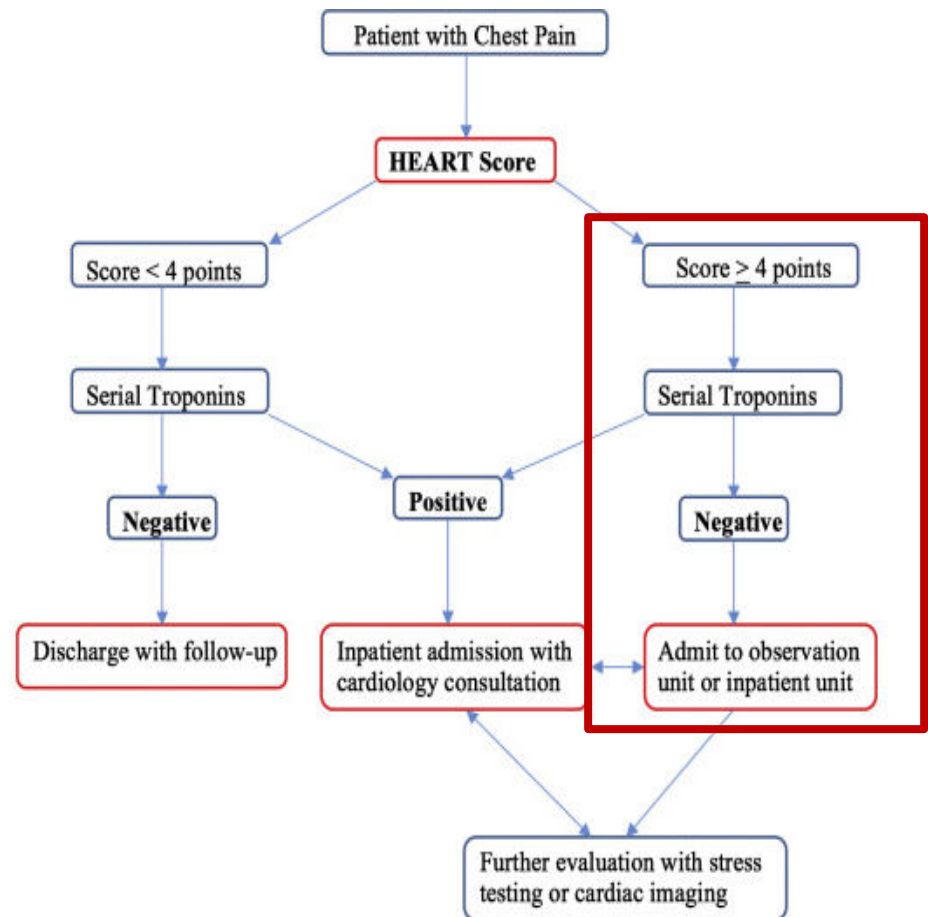 Patient with Chest Pain
HEART Score
Score < 4 points
Score ≥ 4 points
Serial Troponins
Serial Troponins
Positive
Negative
Negative
Discharge with follow-up
Inpatient admission with
cardiology consultation
Admit to observation
unit or inpatient unit
Further evaluation with stress
testing or cardiac imaging